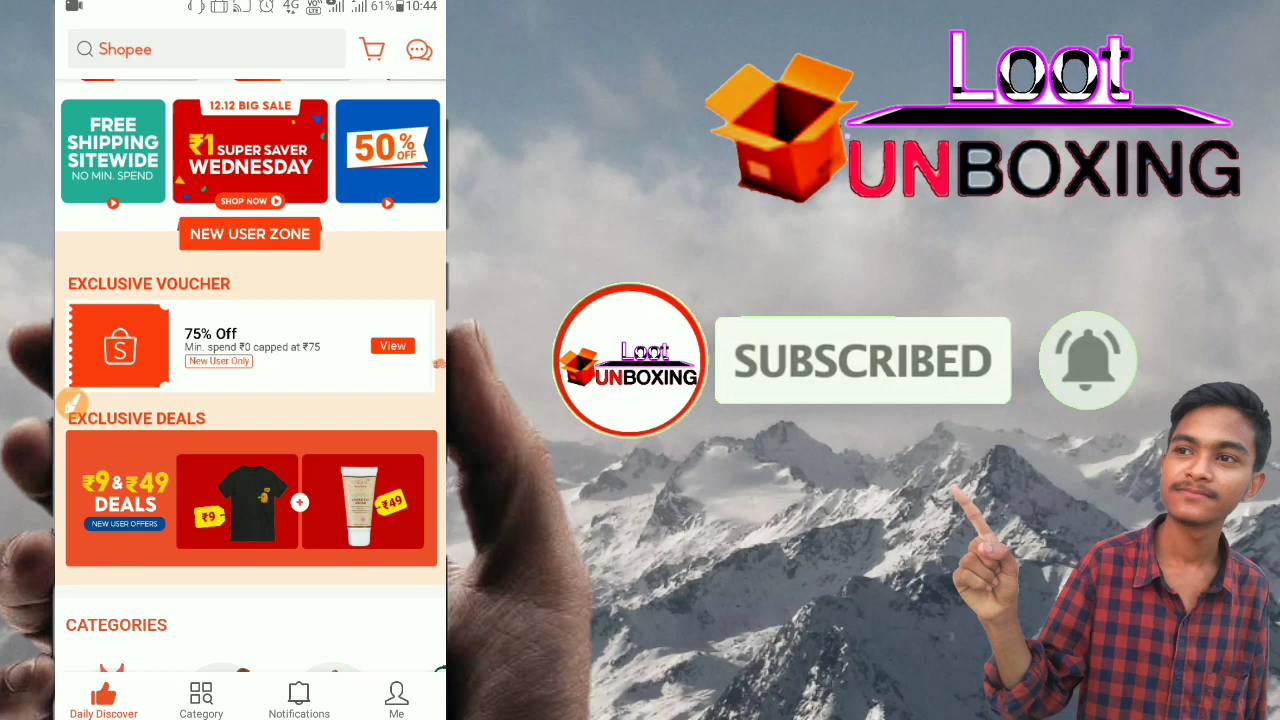 4G
VoLTE
61%
10:44
Shopee
FREE
SHIPPING
SITEWIDE
NO MIN. SPEND
12.12 BIG SALE
₹1 SUPER SAVER
WEDNESDAY
SHOP NOW
50% OFF
NEW USER ZONE
EXCLUSIVE VOUCHER
S
75% Off
Min. spend ₹0 capped at ₹75
New User Only
View
EXCLUSIVE DEALS
₹9 & ₹49
DEALS
NEW USER OFFERS
₹9
+
₹49
CATEGORIES
Daily Discover
Category
Notifications
Me
Loot
UNBOXING
Loot
UNBOXING
SUBSCRIBED